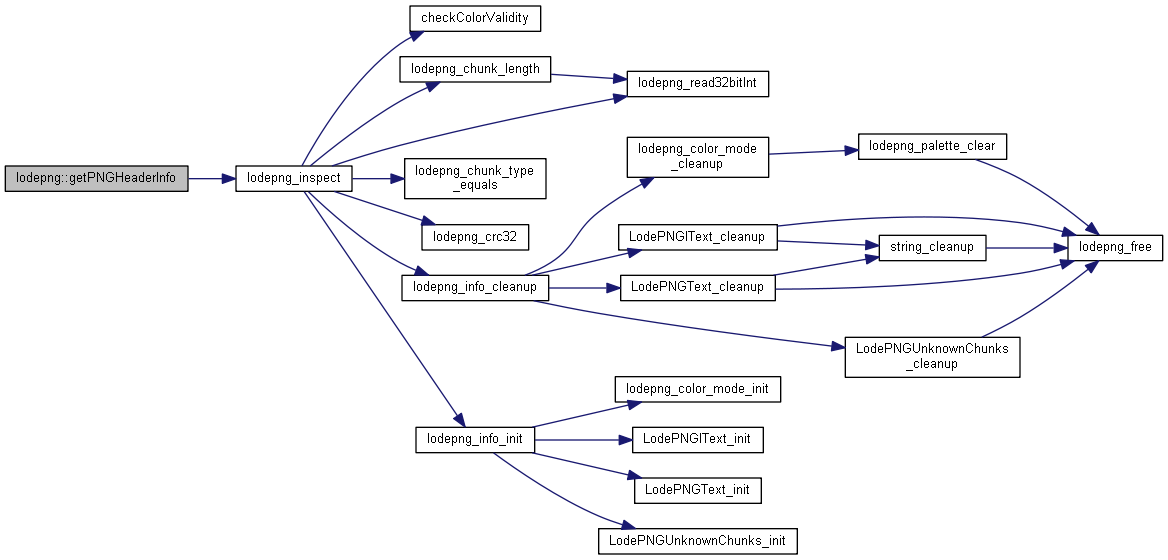 checkColorValidity
lodepng_chunk_length
lodepng_read32bitInt
lodepng_color_mode
_cleanup
lodepng_palette_clear
lodepng::getPNGHeaderInfo
lodepng_inspect
lodepng_chunk_type
_equals
lodepng_crc32
LodePNGIText_cleanup
string_cleanup
lodepng_free
lodepng_info_cleanup
LodePNGText_cleanup
LodePNGUnknownChunks
_cleanup
lodepng_color_mode_init
lodepng_info_init
LodePNGIText_init
LodePNGText_init
LodePNGUnknownChunks_init